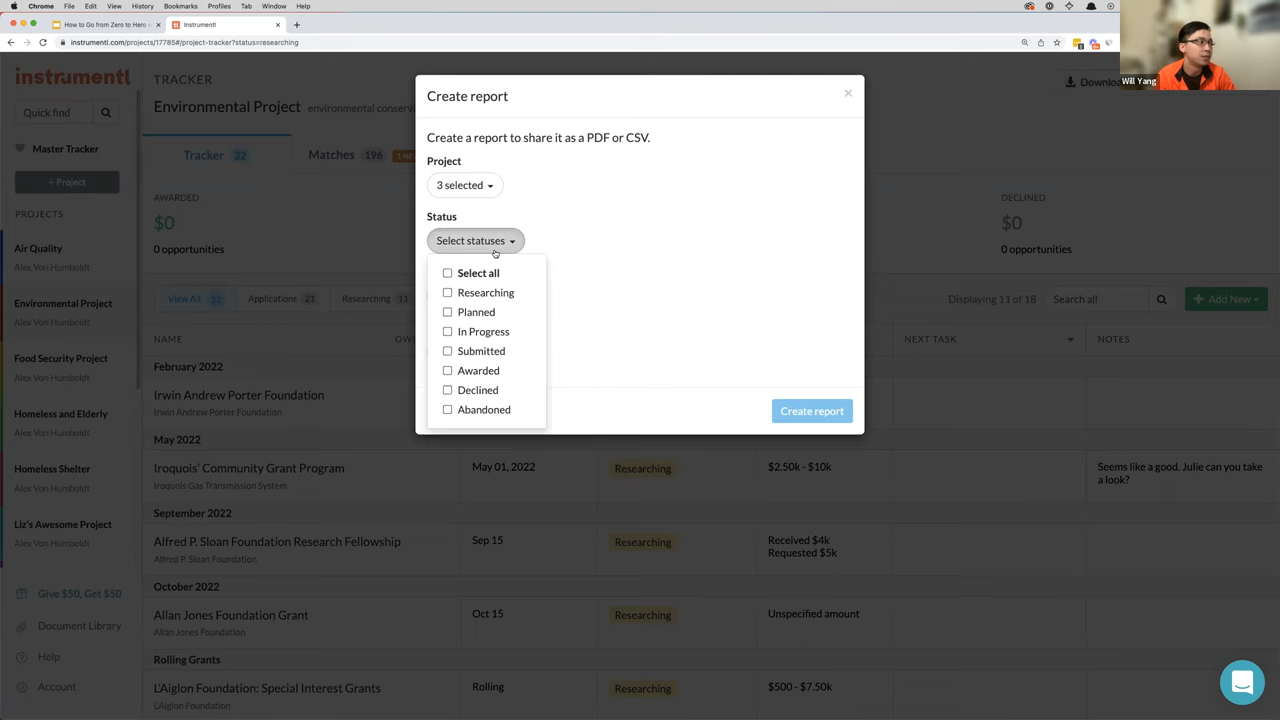 Chrome File Edit View History Bookmarks Profiles Tab Window Help
How to Go from Zero to Hero
Instrumentl
instrumentl.com/projects/17785#/project-tracker?status=researching
Will Yang
instrumentl
Quick find
Master Tracker
+ Project
PROJECTS
Air Quality
Alex Von Humboldt
Environmental Project
Alex Von Humboldt
Food Security Project
Alex Von Humboldt
Homeless and Elderly
Alex Von Humboldt
Homeless Shelter
Alex Von Humboldt
Liz's Awesome Project
Alex Von Humboldt
Give $50, Get $50
Document Library
Help
Account
TRACKER
Environmental Project environmental conser
Downlo
Tracker 32
Matches 196
AWARDED
$0
0 opportunities
DECLINED
$0
0 opportunities
View All 32
Applications 21
Researching 11
Displaying 11 of 18
Search all
+ Add New
NAME
OW
NEXT TASK
NOTES
February 2022
Irwin Andrew Porter Foundation
Irwin Andrew Porter Foundation
May 2022
Iroquois' Community Grant Program
Iroquois Gas Transmission System
May 01, 2022
Researching
$2.50k - $10k
Seems like a good. Julie can you take
a look?
September 2022
Alfred P. Sloan Foundation Research Fellowship
Alfred P. Sloan Foundation
Sep 15
Researching
Received $4k
Requested $5k
October 2022
Allan Jones Foundation Grant
Allan Jones Foundation
Oct 15
Researching
Unspecified amount
Rolling Grants
L'Aiglon Foundation: Special Interest Grants
L'Aiglon Foundation
Rolling
Researching
$500 - $7.50k
Create report
×
Create a report to share it as a PDF or CSV.
Project
3 selected
Status
Select statuses
Select all
Researching
Planned
In Progress
Submitted
Awarded
Declined
Abandoned
Create report